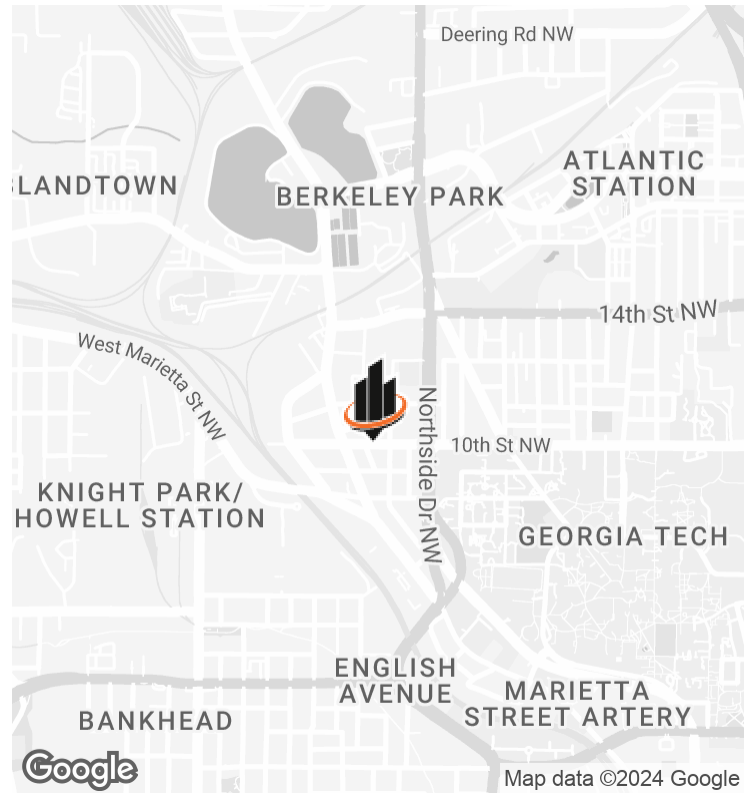 Deering Rd NW
ATLANTIC
STATION
LANDTOWN
BERKELEY PARK
14th St NW
West Marietta St NW
Northside Dr NW
10th St NW
KNIGHT PARK/
HOWELL STATION
GEORGIA TECH
ENGLISH
AVENUE
MARIETTA
STREET ARTERY
BANKHEAD
Google
Map data ©2024 Google